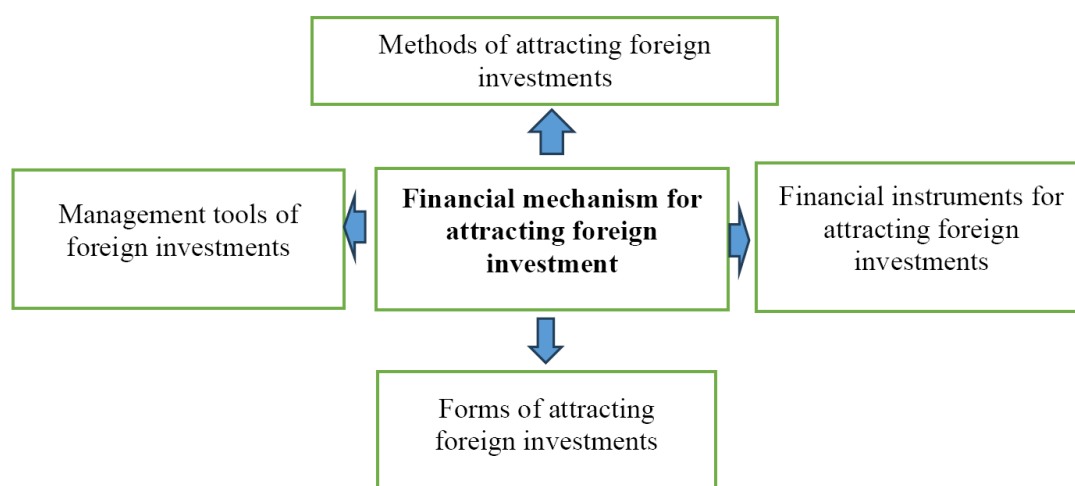 Methods of attracting foreign
investments
Management tools of
foreign investments
Financial mechanism for
attracting foreign
investment
Financial instruments for
attracting foreign
investments
Forms of attracting
foreign investments